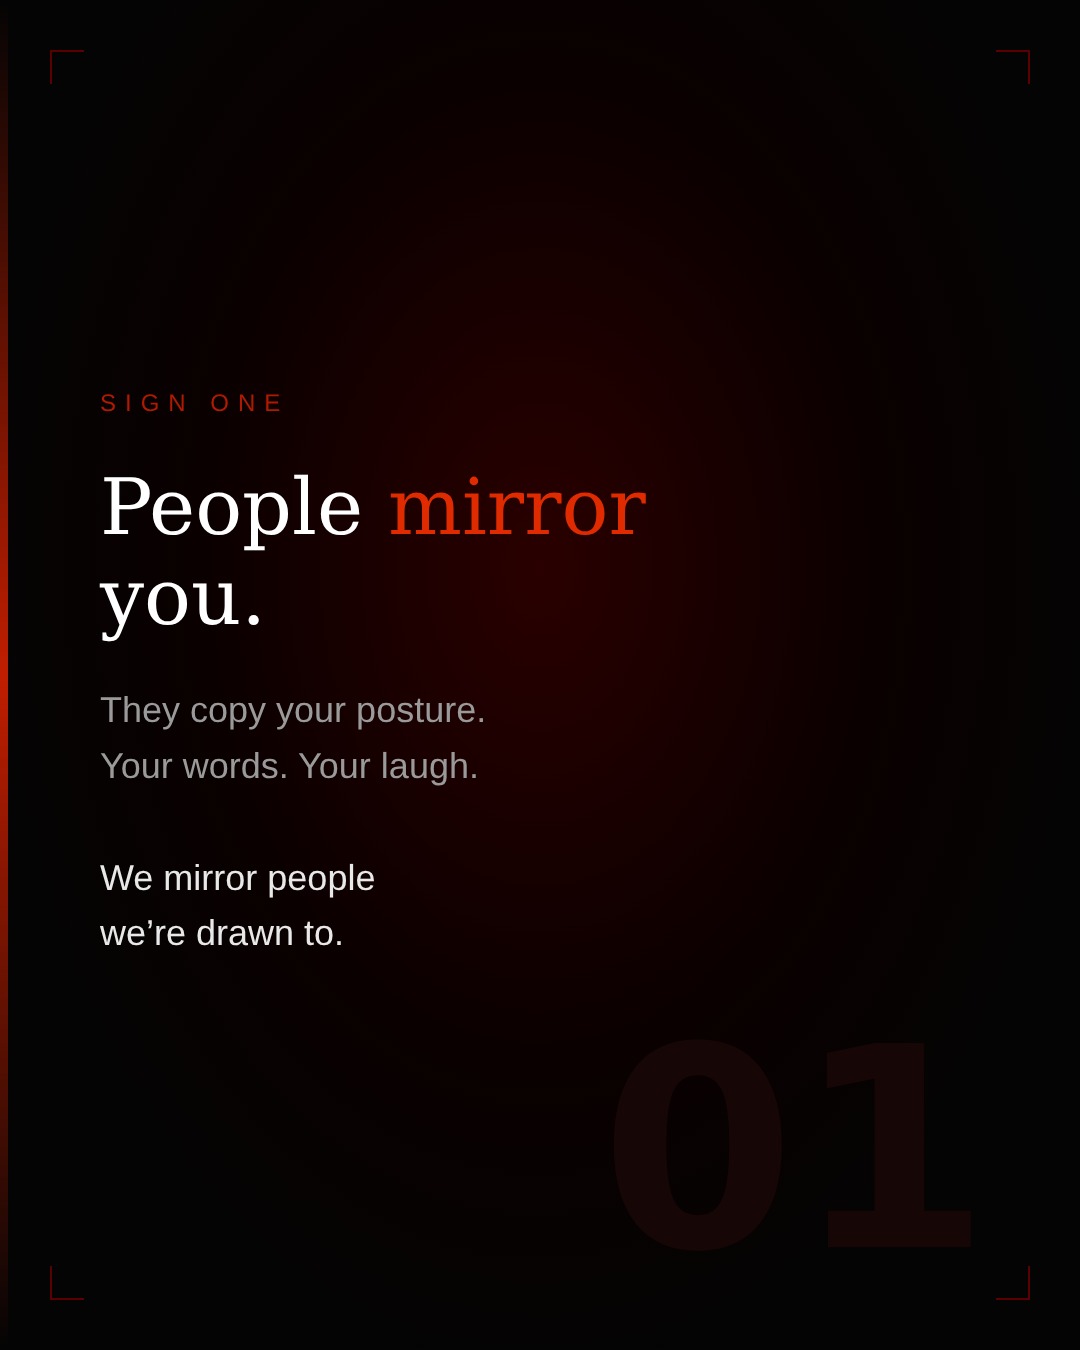 SIGN ONE
People mirror
you.
They copy your posture.
Your words. Your laugh.
We mirror people
we’re drawn to.
01